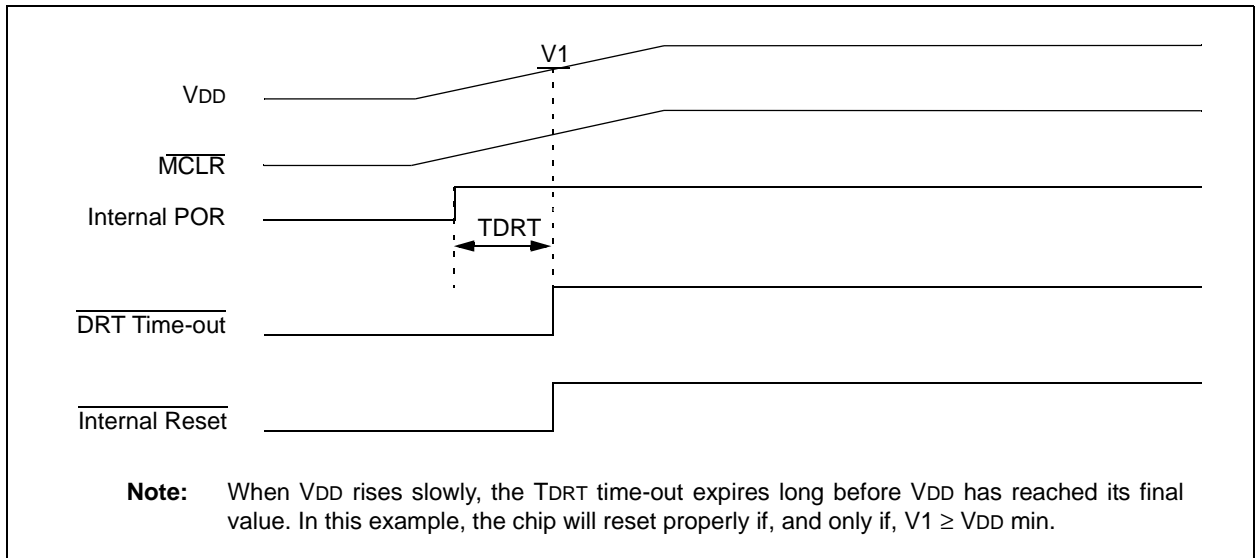 V1
VDD
MCLR
Internal POR
TDRT
DRT Time-out
Internal Reset
Note: When VDD rises slowly, the TDRT time-out expires long before VDD has reached its final
value. In this example, the chip will reset properly if, and only if, V1 ≥ VDD min.